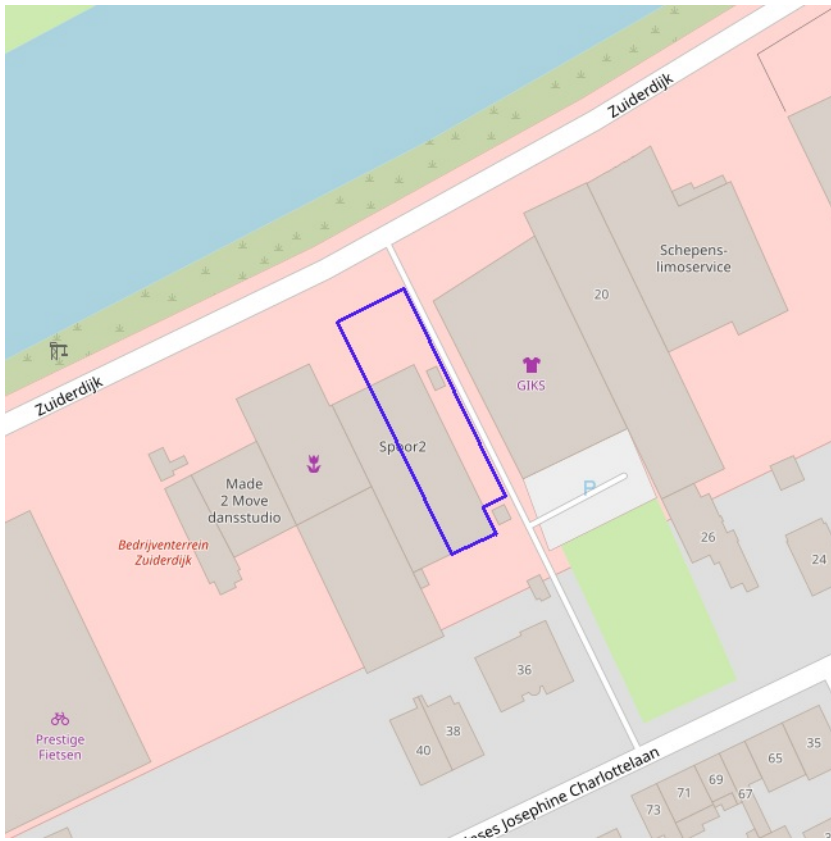 Zuiderdijk
Schepens-
limoservice
20
GIKS
Zuiderdijk
Spoor2
Made
2 Move
dansstudio
P
Bedrijventerrein
Zuiderdijk
26
24
36
38
40
Prestige
Fietsen
ses Josephine Charlottelaan
35
65
69
67
71
73